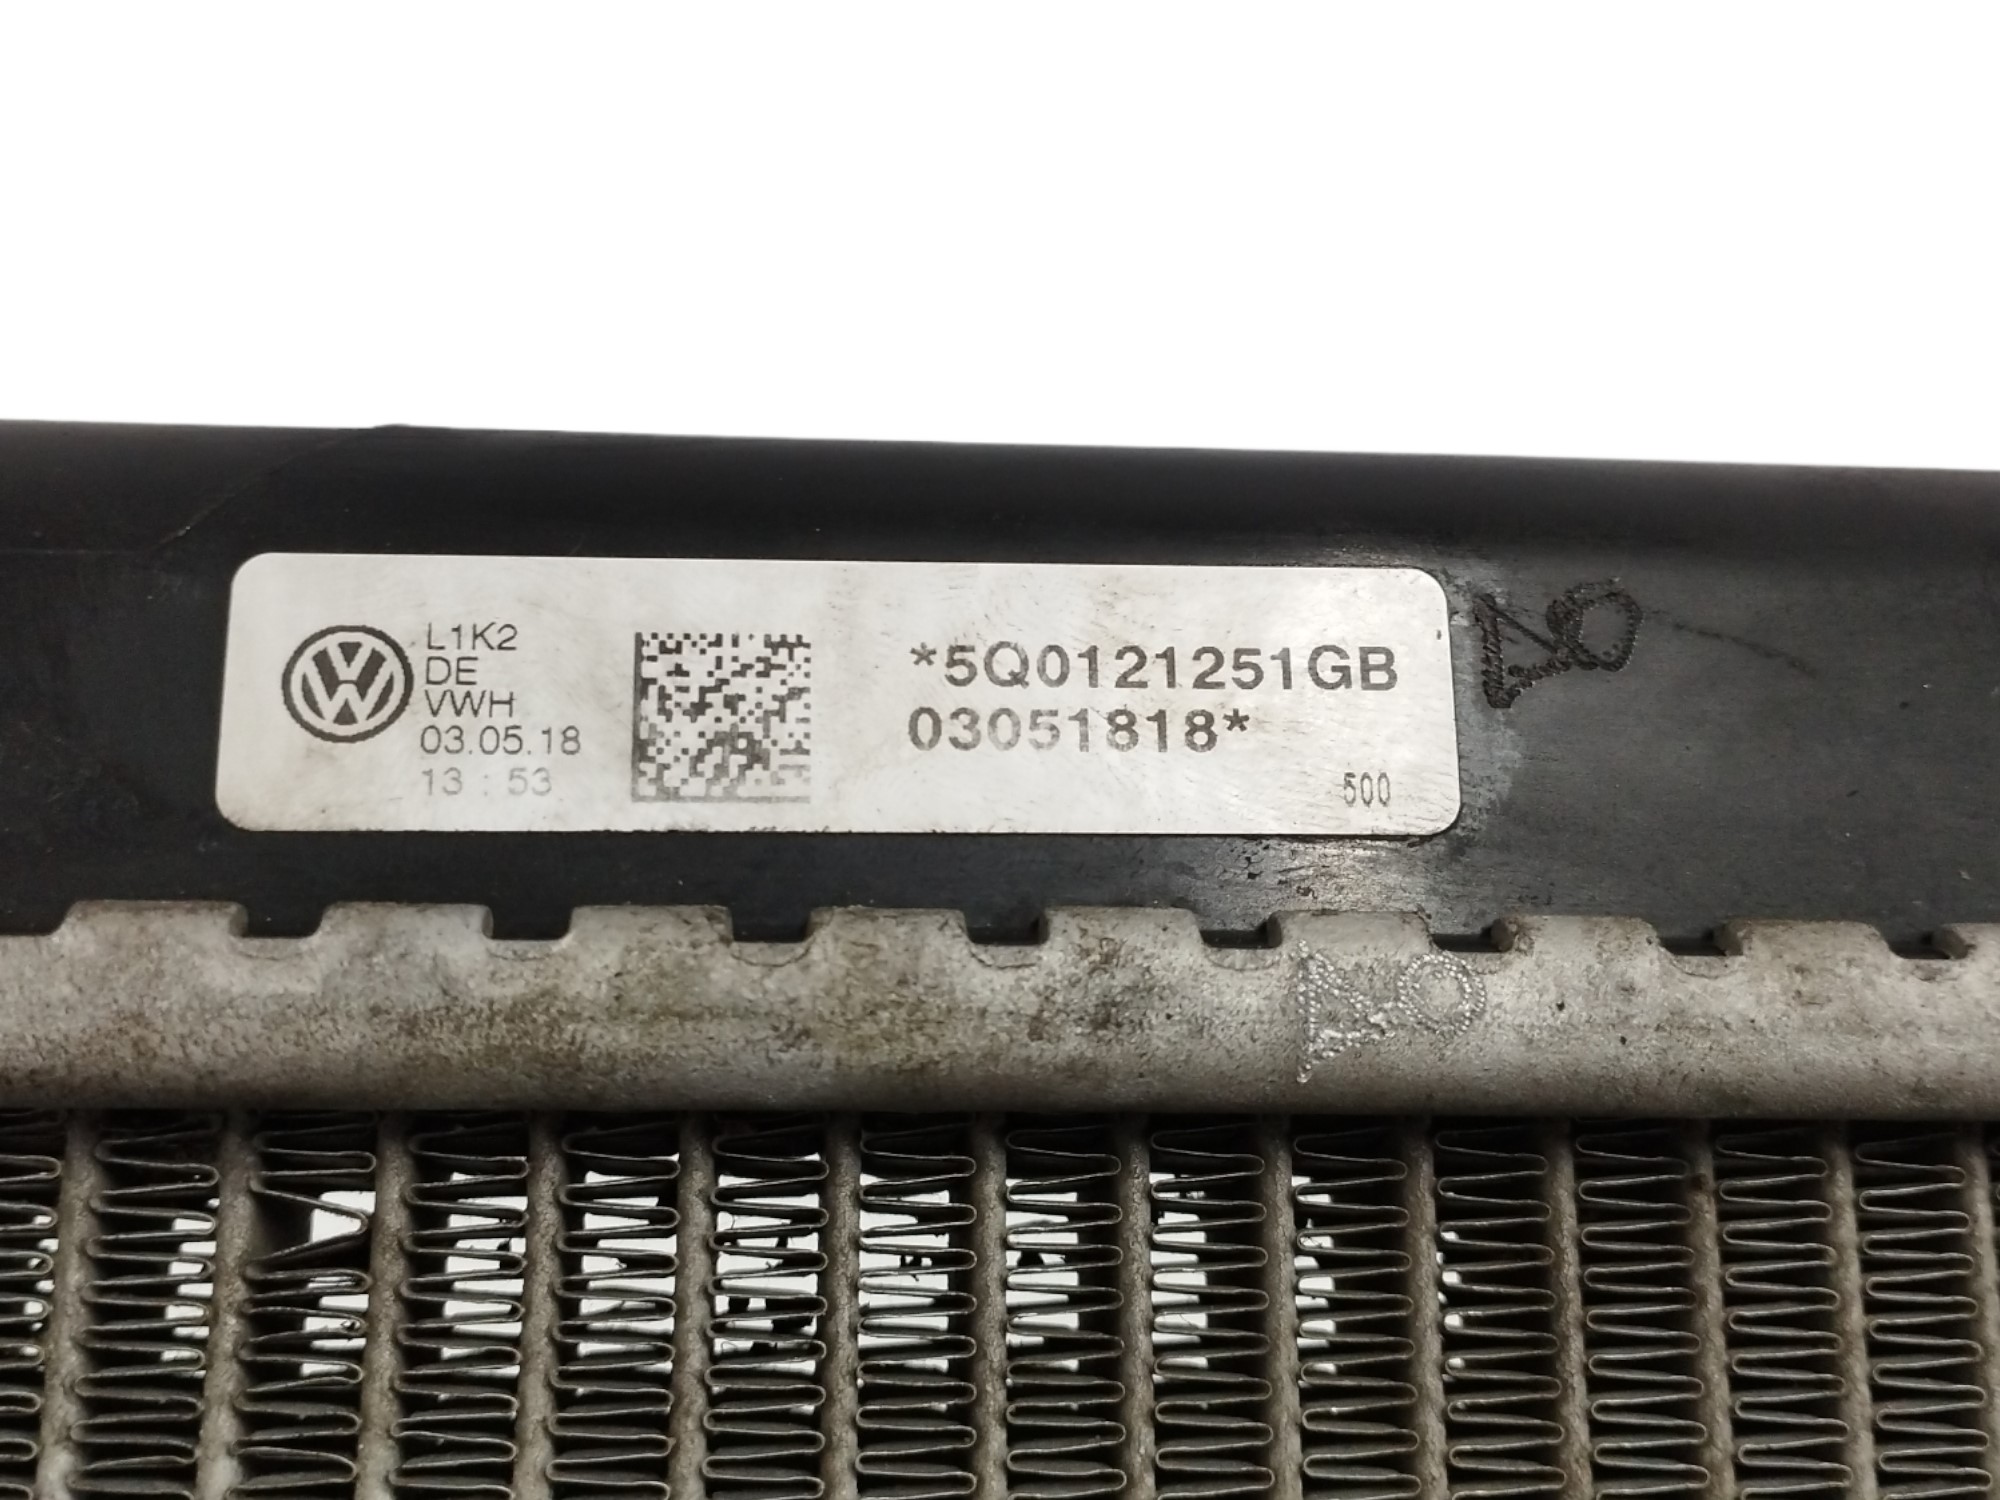 L1K2
DE
VWH
03.05.18
13 : 53
*5Q0121251GB
03051818*
500